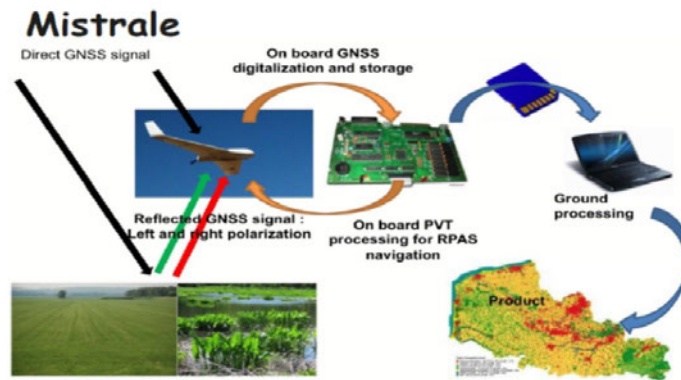 Mistrale
Direct GNSS signal
On board GNSS
digitalization and storage
Ground
processing
Reflected GNSS signal :
Left and right polarization
On board PVT
processing for RPAS
navigation
Product